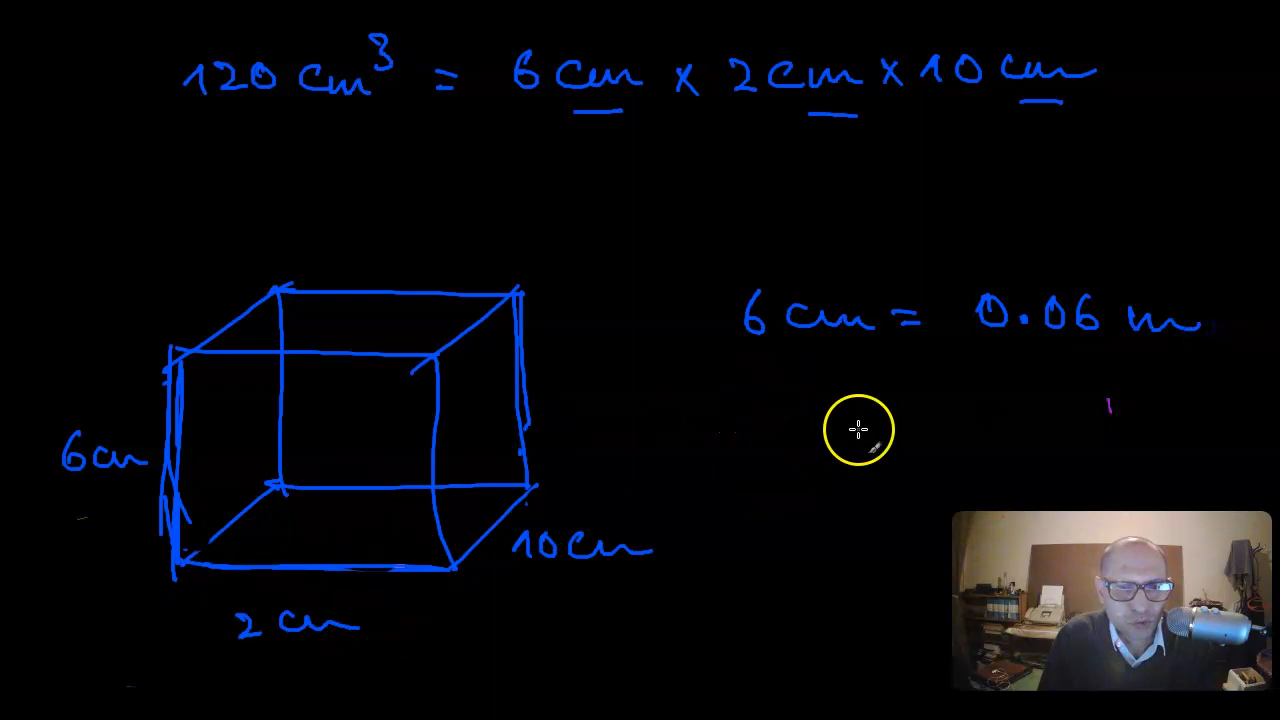 120 cm³ = 6 cm × 2 cm × 10 cm
6 cm = 0.06 m
6 cm
10 cm
2 cm